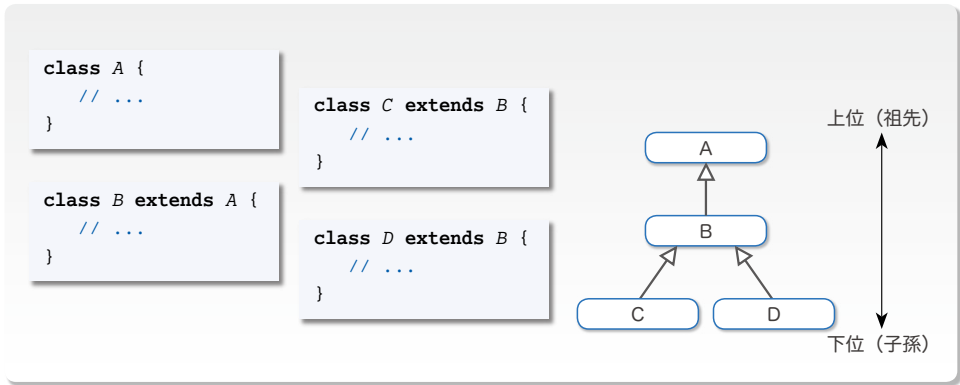 class A {
// ...
}
class B extends A {
// ...
}
class C extends B {
// ...
}
class D extends B {
// ...
}
上位（祖先）
A
B
C
D
下位（子孫）